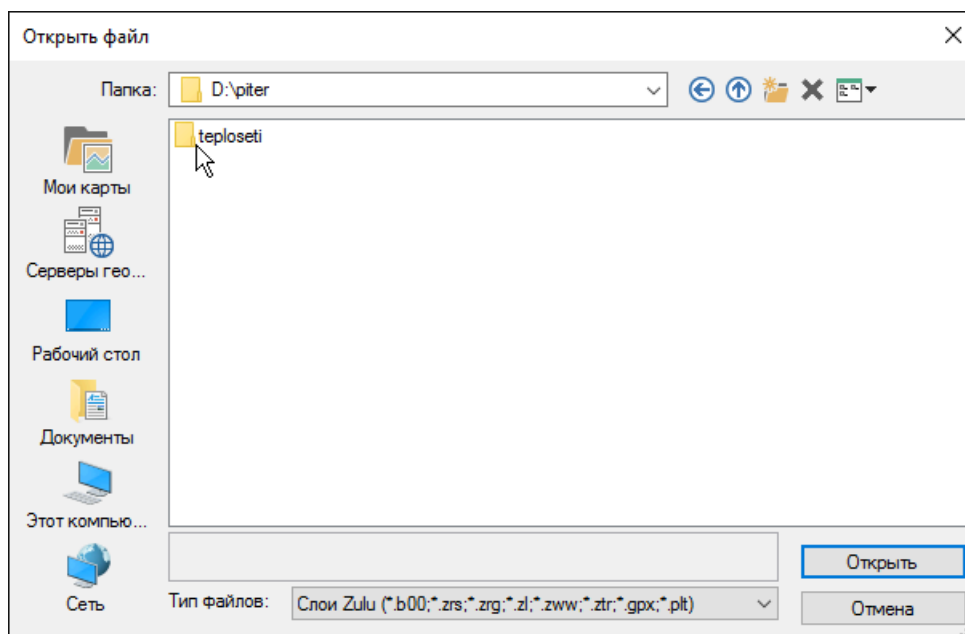 Открыть файл
Папка:
D:\piter
teploseti
Мои карты
Серверы гео...
Рабочий стол
Документы
Этот компью...
Сеть
Открыть
Тип файлов:
Слои Zulu (*.b00;*.zrs;*.zrg;*.zl;*.zww;*.ztr;*.gpx;*.plt)
Отмена